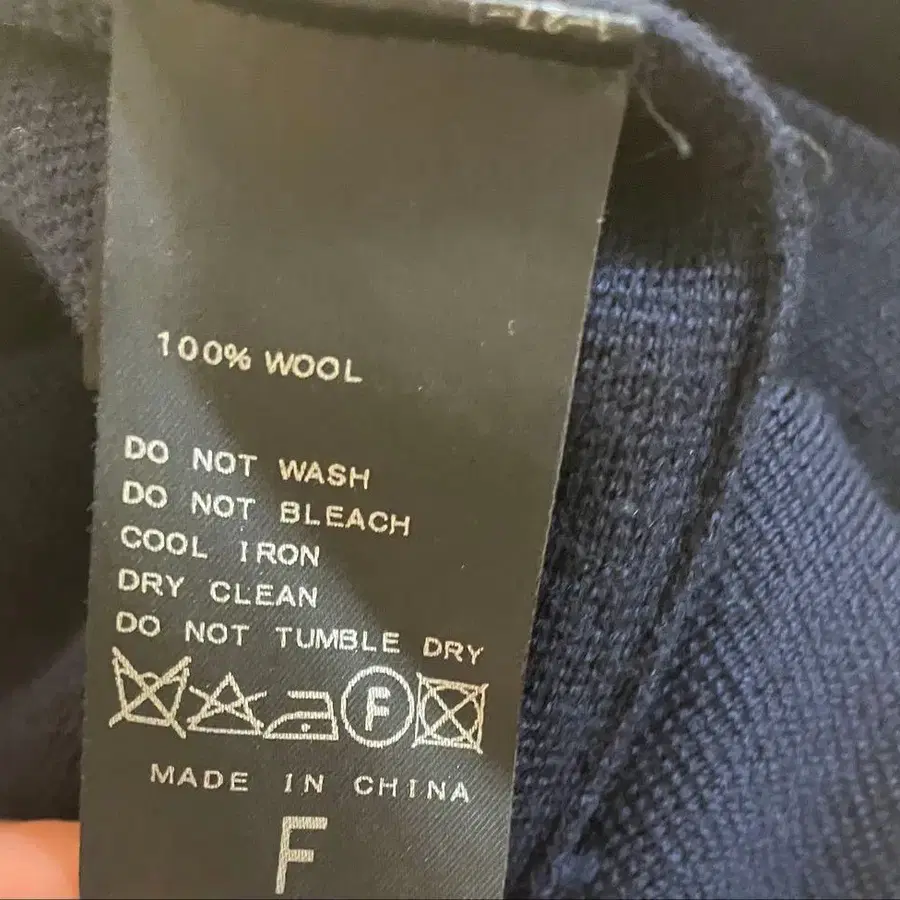 100% WOOL
DO NOT WASH
DO NOT BLEACH
COOL IRON
DRY CLEAN
DO NOT TUMBLE DRY
F
MADE IN CHINA
F